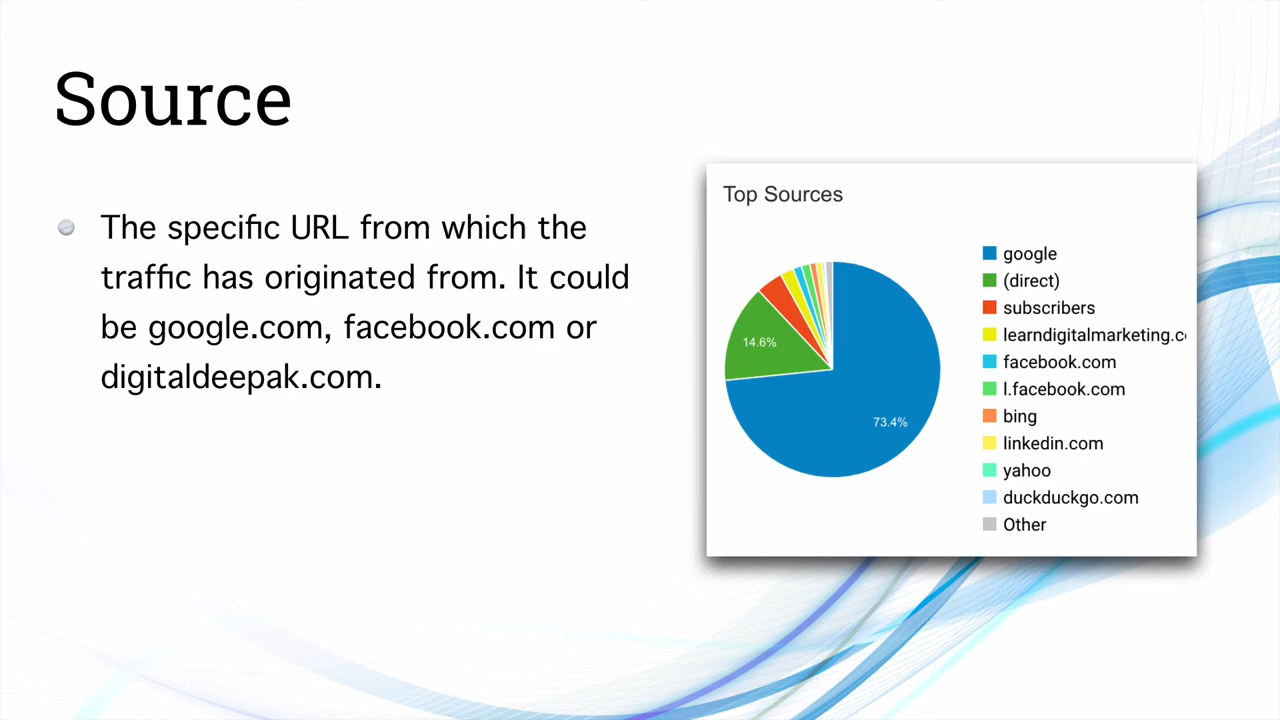 Source
The specific URL from which the
traffic has originated from. It could
be google.com, facebook.com or
digitaldeepak.com.
Top Sources
14.6%
73.4%
google
(direct)
subscribers
learndigitalmarketing.c
facebook.com
l.facebook.com
bing
linkedin.com
yahoo
duckduckgo.com
Other